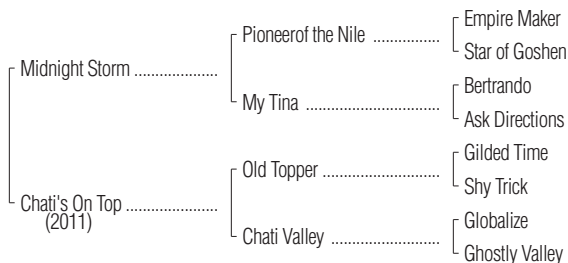 Empire Maker
Pioneerof the Nile ................
Star of Goshen
Midnight Storm ....................
Bertrando
My Tina ................................
Ask Directions
Gilded Time
Old Topper ...........................
Shy Trick
Chati's On Top ......................
(2011)
Globalize
Chati Valley ..........................
Ghostly Valley